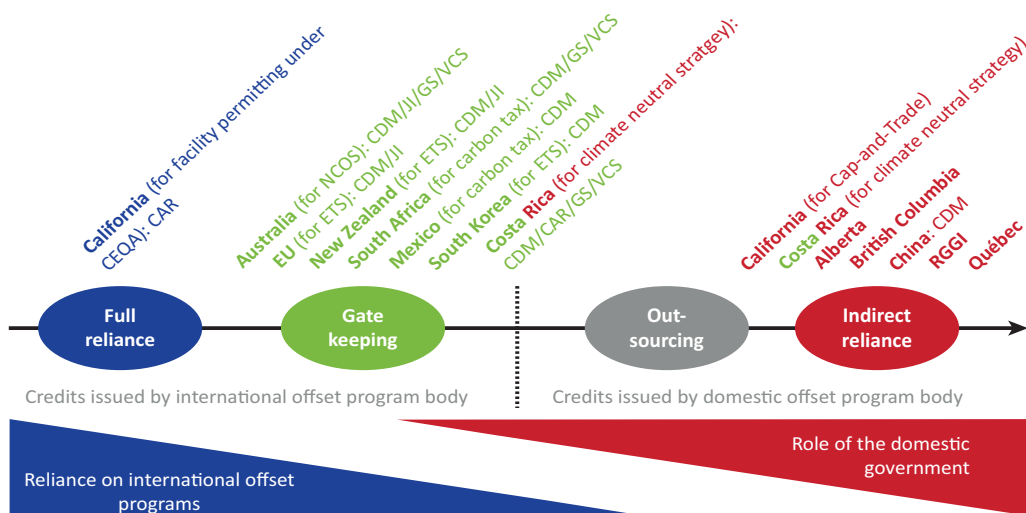 California (for facility permitting under
CEQA): CAR
Australia (for NCOS): CDM/JI/GS/VCS
EU (for ETS): CDM/JI
New Zealand (for ETS): CDM/JI
South Africa (for carbon tax): CDM/GS/VCS
Mexico (for carbon tax): CDM
South Korea (for ETS): CDM
Costa Rica (for climate neutral stratgey):
CDM/CAR/GS/VCS
California (for Cap-and-Trade)
Costa Rica (for climate neutral strategy)
Alberta
British Columbia
China: CDM
RGGI
Québec
Full
reliance
Gate
keeping
Out-
sourcing
Indirect
reliance
Credits issued by international offset program body
Credits issued by domestic offset program body
Role of the domestic
government
Reliance on international offset
programs